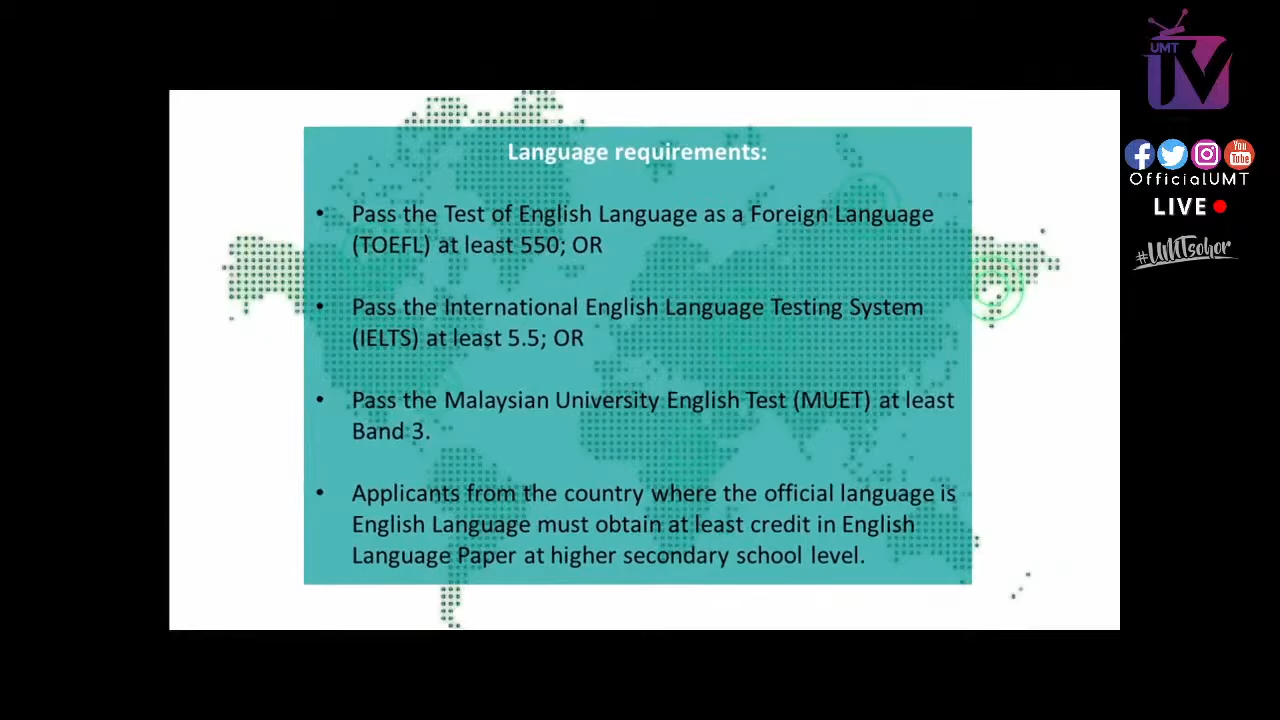 Language requirements:
• Pass the Test of English Language as a Foreign Language
(TOEFL) at least 550; OR
• Pass the International English Language Testing System
(IELTS) at least 5.5; OR
• Pass the Malaysian University English Test (MUET) at least
Band 3.
• Applicants from the country where the official language is
English Language must obtain at least credit in English
Language Paper at higher secondary school level.
UMT
TV
You
Tube
OfficialUMT
LIVE
#UMTsohor